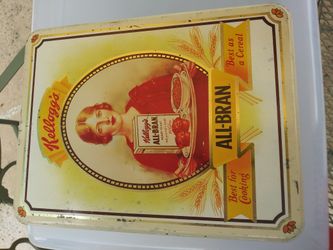 Kellogg's
Kellogg's
ALL-BRAN
ALL-BRAN
Best for
Cooking
Best as
a Cereal